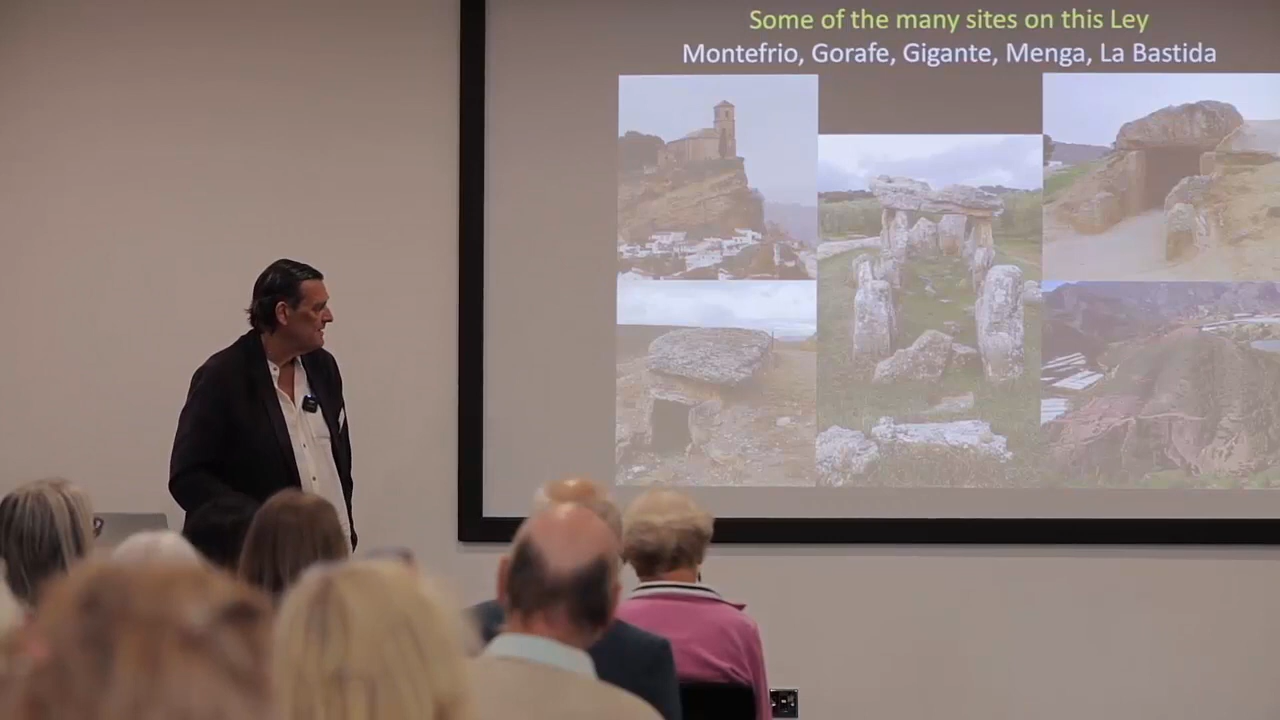 Some of the many sites on this Ley
Montefrio, Gorafe, Gigante, Menga, La Bastida